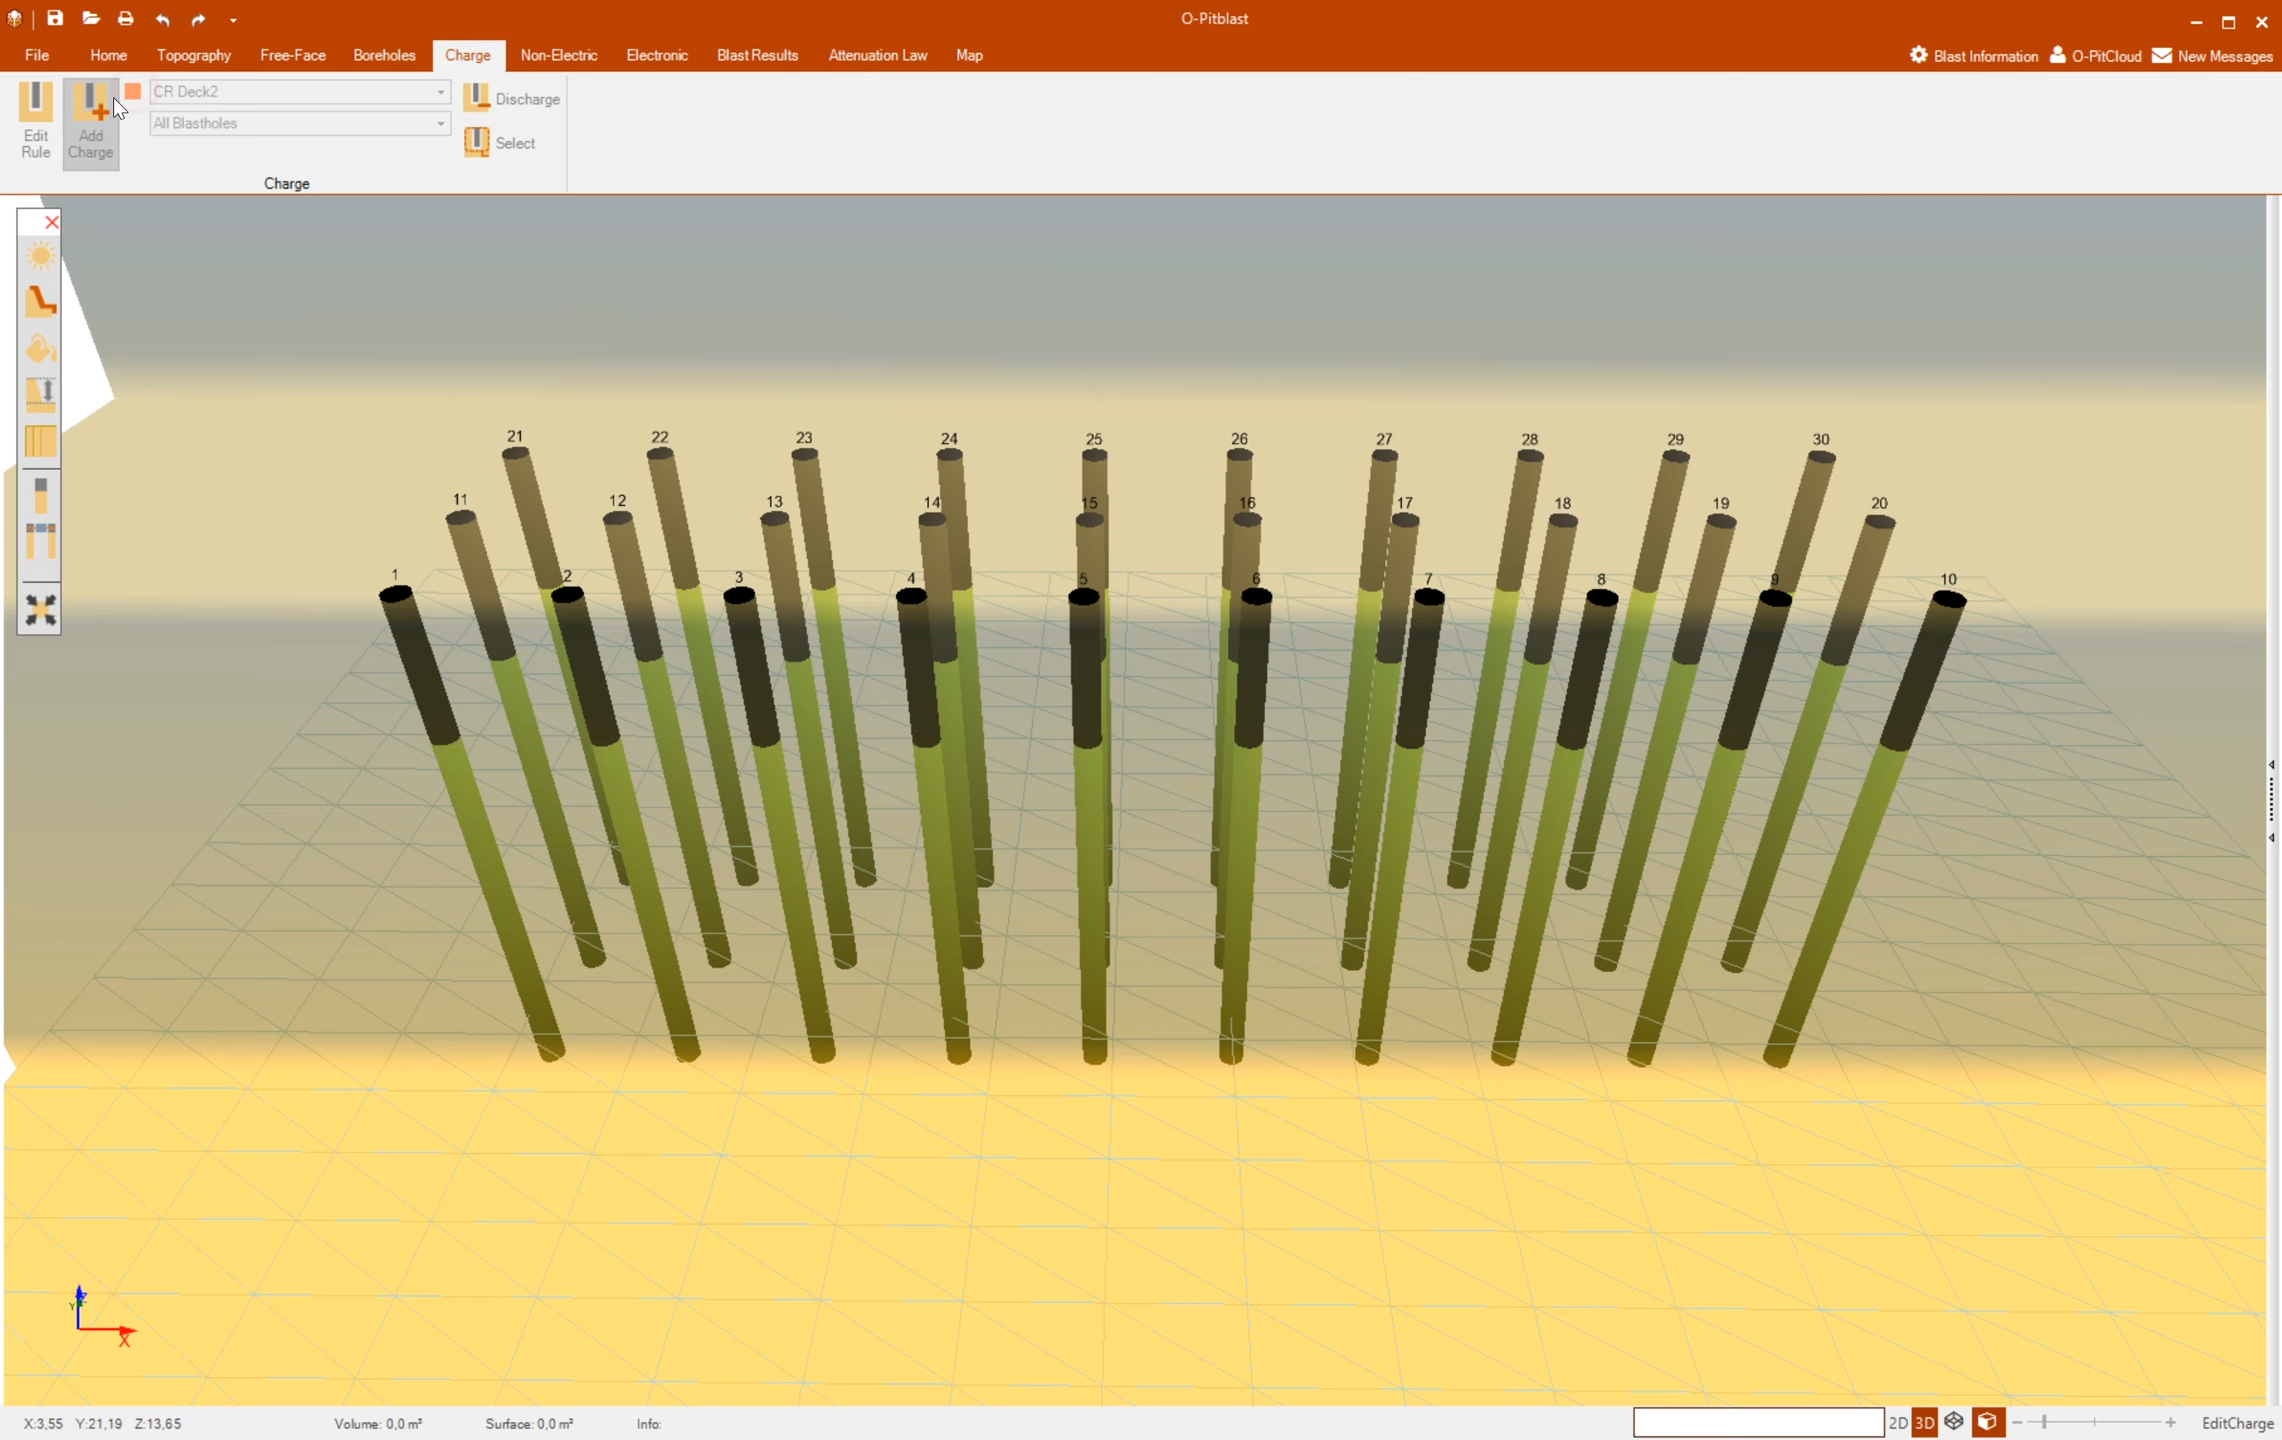 O-Pitblast
File Home Topography Free-Face Boreholes Charge Non-Electric Electronic Blast Results Attenuation Law Map Blast Information O-PitCloud New Messages
Edit Rule
Add Charge
CR Deck2
All Blastholes
Discharge
Select
Charge
21 22 23 24 25 26 27 28 29 30
11 12 13 14 15 16 17 18 19 20
1 2 3 4 5 6 7 8 9 10
Z
Y
X
X:3,55 Y:21,19 Z:13,65 Volume: 0,0 m³ Surface: 0,0 m² Info: 2D 3D EditCharge